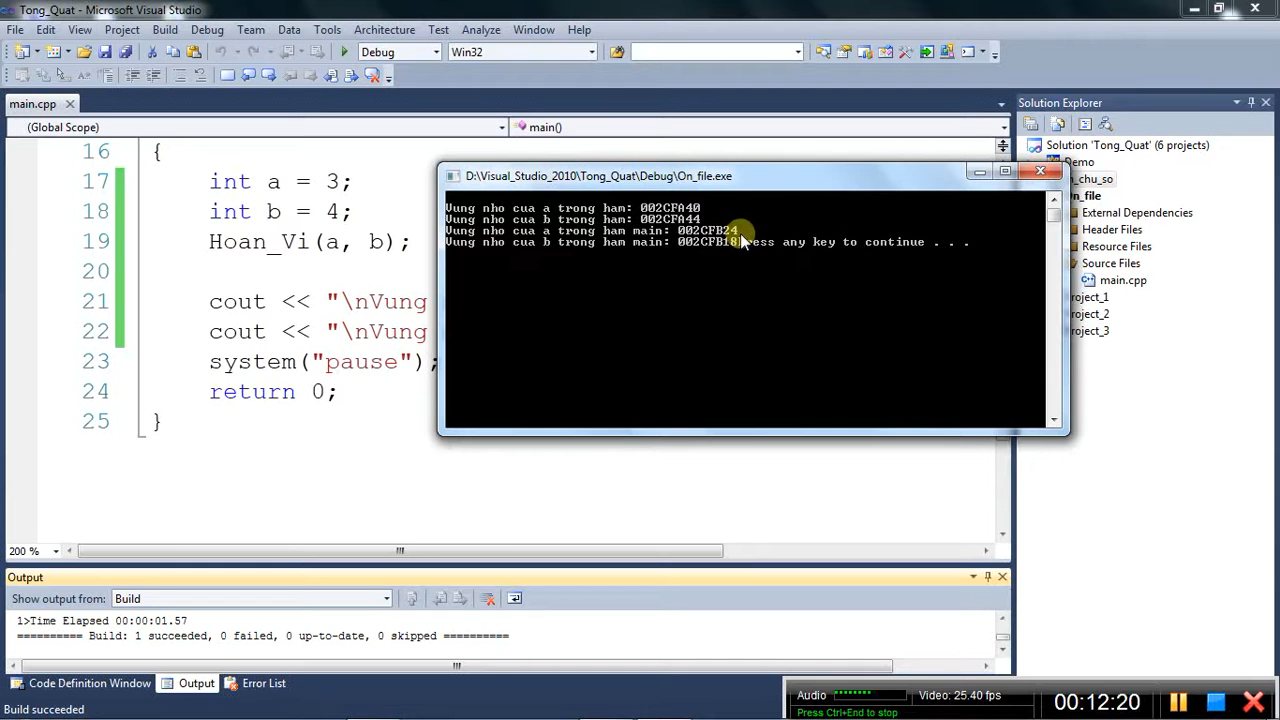 Tong_Quat - Microsoft Visual Studio
File Edit View Project Build Debug Team Data Tools Architecture Test Analyze Window Help
Debug Win32
main.cpp
Solution Explorer
(Global Scope) main()
Solution 'Tong_Quat' (6 projects)
Demo
n_chu_so
n_file
External Dependencies
Header Files
Resource Files
Source Files
main.cpp
roject_1
roject_2
roject_3
16 {
17 int a = 3;
18 int b = 4;
19 Hoan_Vi(a, b);
21 cout << "\nVung
22 cout << "\nVung
23 system("pause");
24 return 0;
25 }
D:\Visual_Studio_2010\Tong_Quat\Debug\On_file.exe
Vung nho cua a trong ham: 002CFA40
Vung nho cua b trong ham: 002CFA44
Vung nho cua a trong ham main: 002CFB24
Vung nho cua b trong ham main: 002CFB18 ess any key to continue . . .
200 %
Output
Show output from: Build
1>Time Elapsed 00:00:01.57
========== Build: 1 succeeded, 0 failed, 0 up-to-date, 0 skipped ==========
Code Definition Window Output Error List
Build succeeded
Audio Video: 25.40 fps
Press Ctrl+End to stop
00:12:20